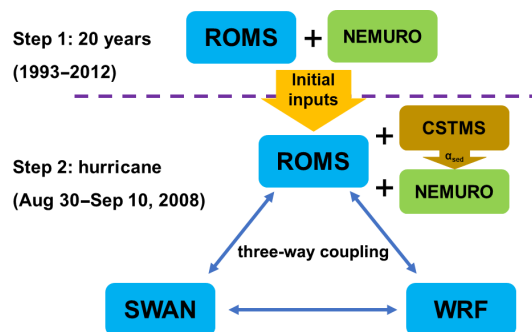 Step 1: 20 years
(1993–2012)
ROMS + NEMURO
Initial
inputs
Step 2: hurricane
(Aug 30–Sep 10, 2008)
ROMS
+ CSTMS
αsed
+ NEMURO
three-way coupling
SWAN
WRF